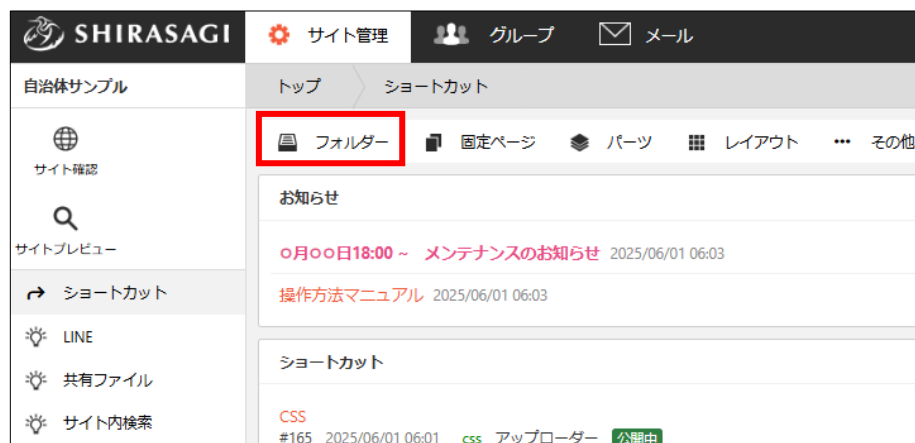 SHIRASAGI サイト管理 グループ メール
自治体サンプル トップ ショートカット
サイト確認
サイトプレビュー
ショートカット
LINE
共有ファイル
サイト内検索
フォルダー 固定ページ パーツ レイアウト ••• その他
お知らせ
○月○○日18:00 ~ メンテナンスのお知らせ 2025/06/01 06:03
操作方法マニュアル 2025/06/01 06:03
ショートカット
CSS
#165 2025/06/01 06:01 css アップローダー 公開中